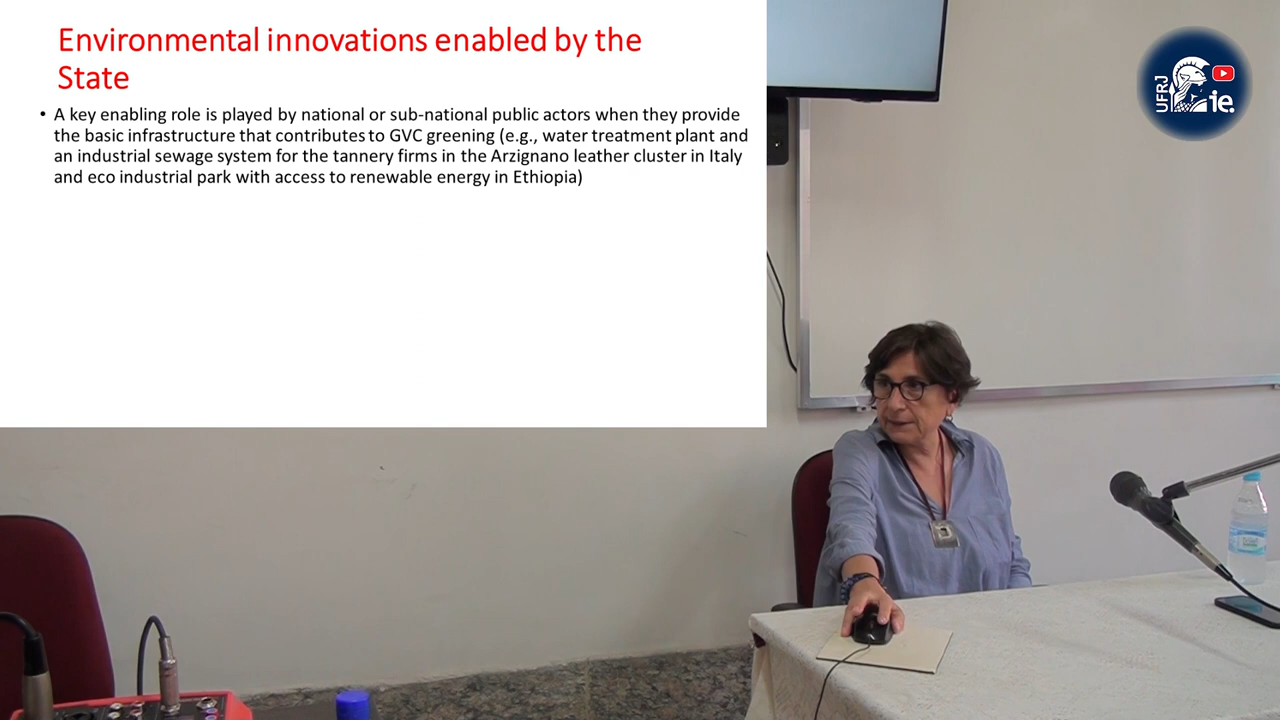 Environmental innovations enabled by the
State
• A key enabling role is played by national or sub-national public actors when they provide
the basic infrastructure that contributes to GVC greening (e.g., water treatment plant and
an industrial sewage system for the tannery firms in the Arzignano leather cluster in Italy
and eco industrial park with access to renewable energy in Ethiopia)
UFRJ
ie.